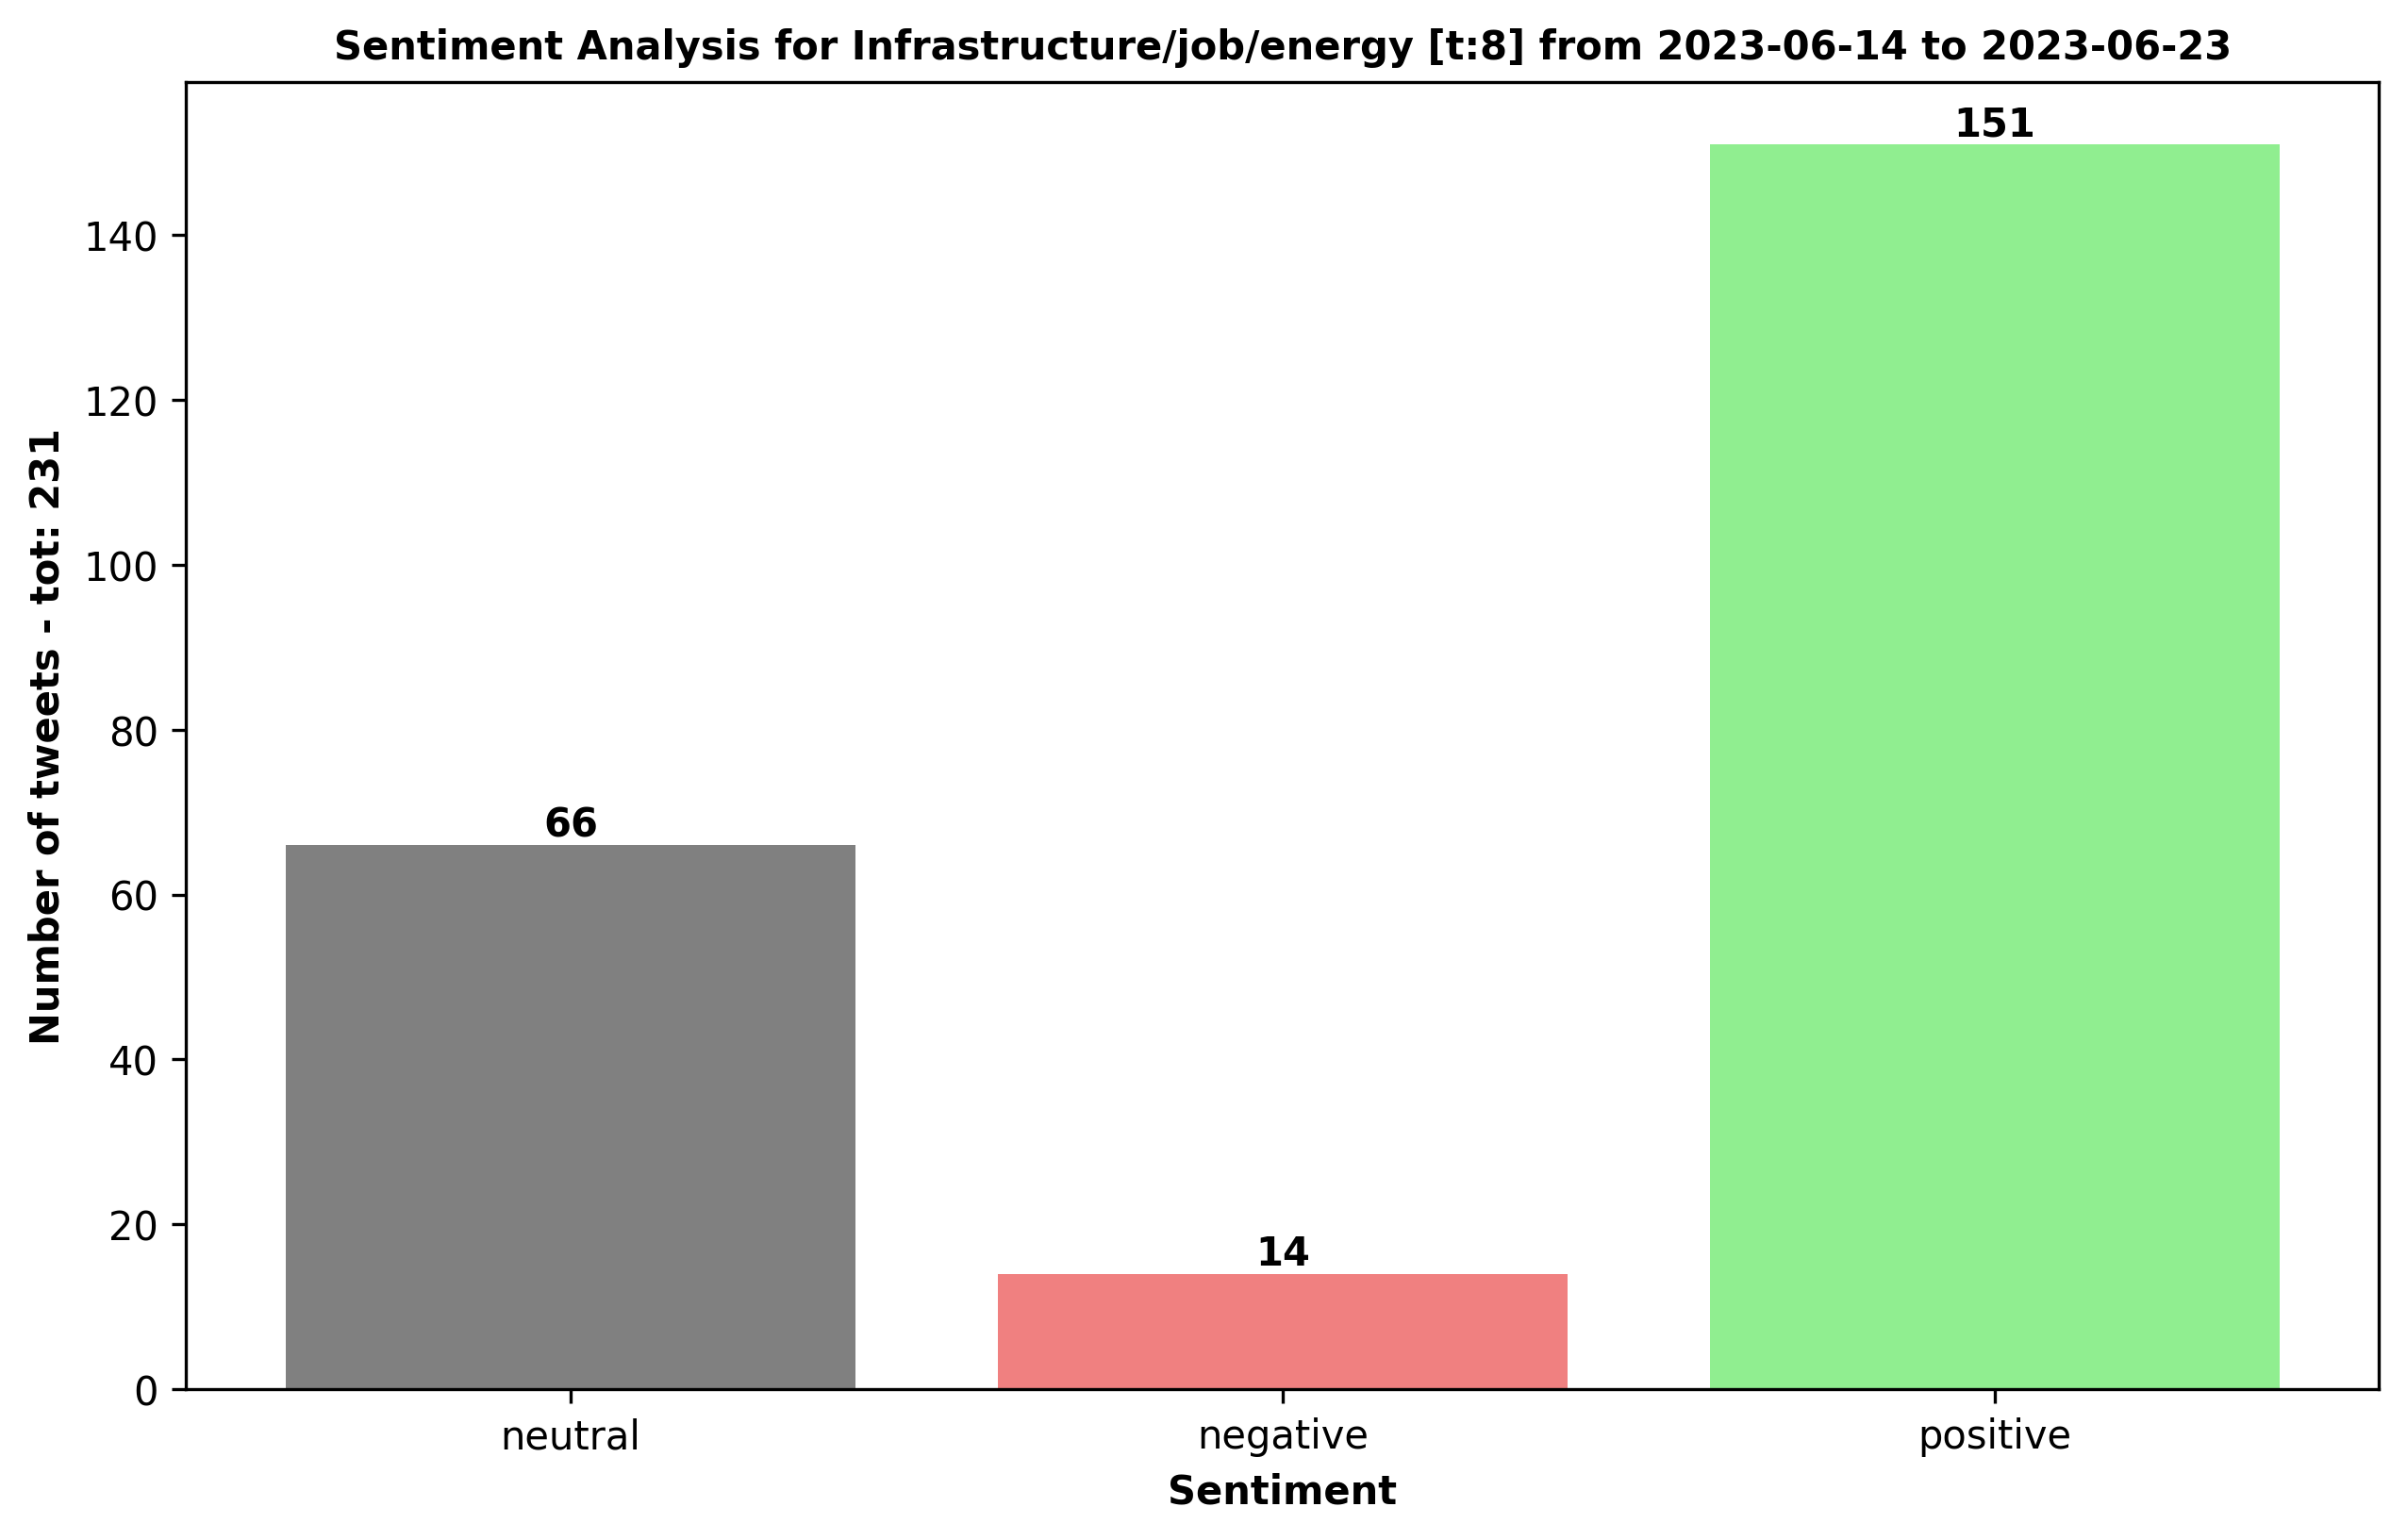 Sentiment Analysis for Infrastructure/job/energy [t:8] from 2023-06-14 to 2023-06-23
Number of tweets - tot: 231
140
120
100
80
60
40
20
0
66
14
151
neutral
negative
positive
Sentiment